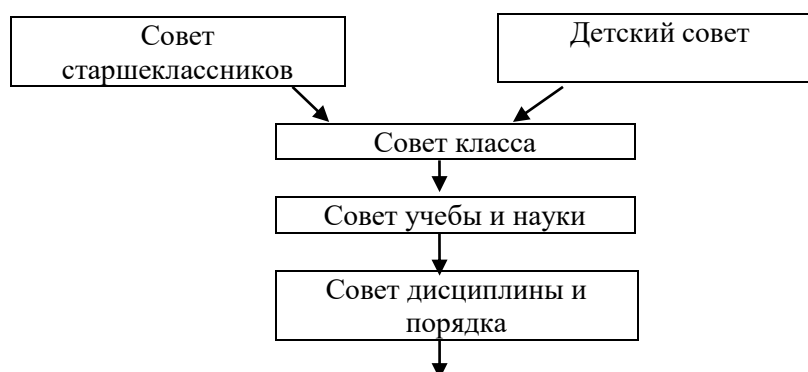 Совет
старшеклассников
Детский совет
Совет класса
Совет учебы и науки
Совет дисциплины и
порядка